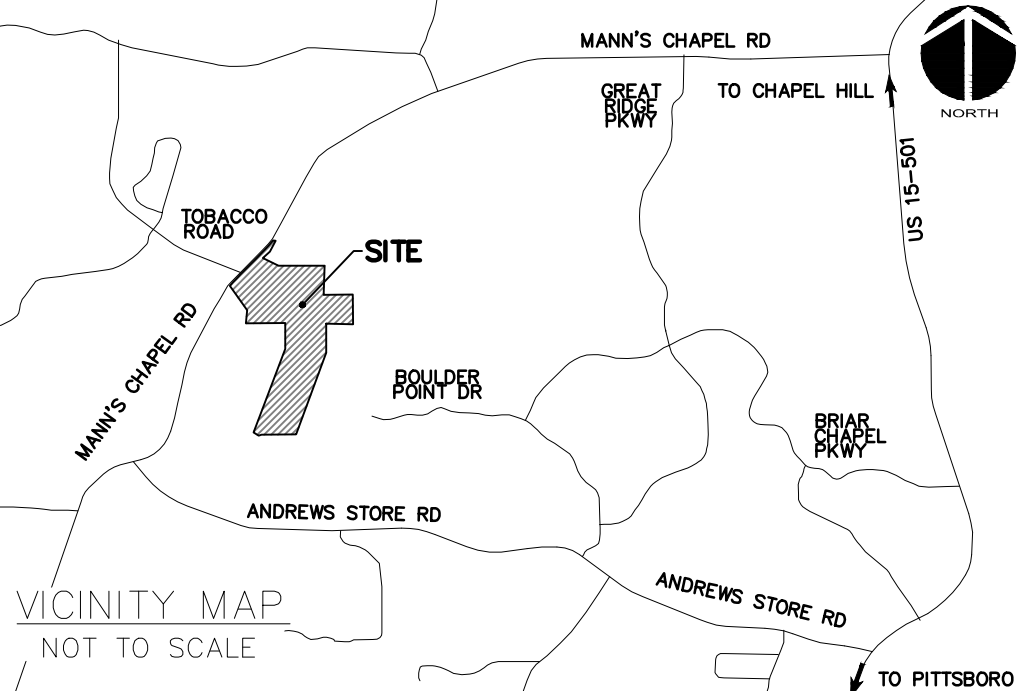 MANN'S CHAPEL RD
GREAT
RIDGE
PKWY
TO CHAPEL HILL
NORTH
US 15-501
TOBACCO
ROAD
SITE
MANN'S CHAPEL RD
BOULDER
POINT DR
BRIAR
CHAPEL
PKWY
ANDREWS STORE RD
ANDREWS STORE RD
VICINITY MAP
NOT TO SCALE
TO PITTSBORO